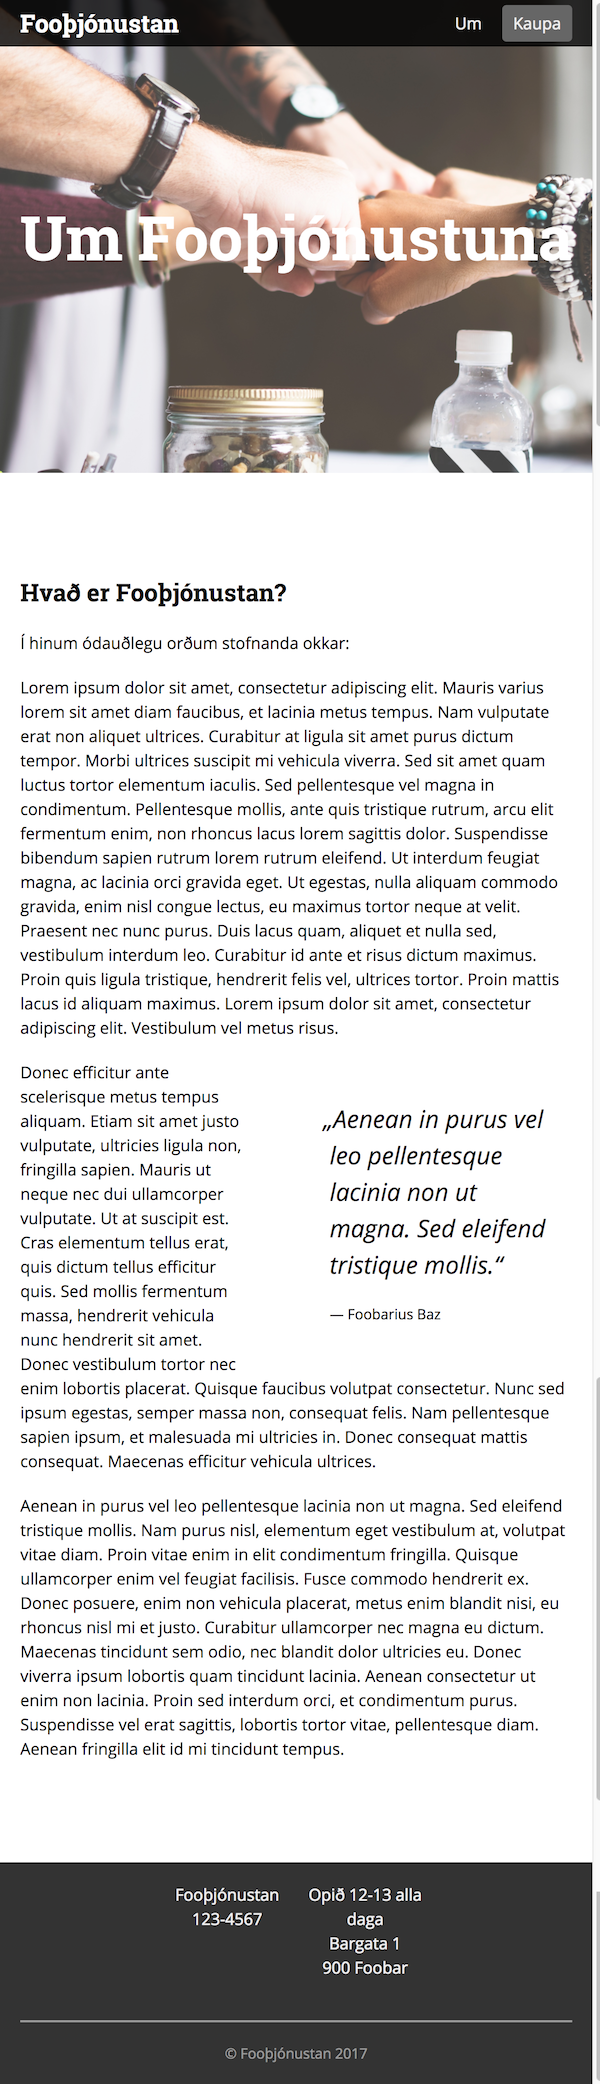 Fooþjónustan
Um
Kaupa
Um Fooþjónustuna
Hvað er Fooþjónustan?
Í hinum ódauðlegu orðum stofnanda okkar:
Lorem ipsum dolor sit amet, consectetur adipiscing elit. Mauris varius
lorem sit amet diam faucibus, et lacinia metus tempus. Nam vulputate
erat non aliquet ultrices. Curabitur at ligula sit amet purus dictum
tempor. Morbi ultrices suscipit mi vehicula viverra. Sed sit amet quam
luctus tortor elementum iaculis. Sed pellentesque vel magna in
condimentum. Pellentesque mollis, ante quis tristique rutrum, arcu elit
fermentum enim, non rhoncus lacus lorem sagittis dolor. Suspendisse
bibendum sapien rutrum lorem rutrum eleifend. Ut interdum feugiat
magna, ac lacinia orci gravida eget. Ut egestas, nulla aliquam commodo
gravida, enim nisl congue lectus, eu maximus tortor neque at velit.
Praesent nec nunc purus. Duis lacus quam, aliquet et nulla sed,
vestibulum interdum leo. Curabitur id ante et risus dictum maximus.
Proin quis ligula tristique, hendrerit felis vel, ultrices tortor. Proin mattis
lacus id aliquam maximus. Lorem ipsum dolor sit amet, consectetur
adipiscing elit. Vestibulum vel metus risus.
Donec efficitur ante
scelerisque metus tempus
aliquam. Etiam sit amet justo
vulputate, ultricies ligula non,
fringilla sapien. Mauris ut
neque nec dui ullamcorper
vulputate. Ut at suscipit est.
Cras elementum tellus erat,
quis dictum tellus efficitur
quis. Sed mollis fermentum
massa, hendrerit vehicula
nunc hendrerit sit amet.
Donec vestibulum tortor nec
enim lobortis placerat. Quisque faucibus volutpat consectetur. Nunc sed
ipsum egestas, semper massa non, consequat felis. Nam pellentesque
sapien ipsum, et malesuada mi ultricies in. Donec consequat mattis
consequat. Maecenas efficitur vehicula ultrices.
„Aenean in purus vel
leo pellentesque
lacinia non ut
magna. Sed eleifend
tristique mollis.“
— Foobarius Baz
Aenean in purus vel leo pellentesque lacinia non ut magna. Sed eleifend
tristique mollis. Nam purus nisl, elementum eget vestibulum at, volutpat
vitae diam. Proin vitae enim in elit condimentum fringilla. Quisque
ullamcorper enim vel feugiat facilisis. Fusce commodo hendrerit ex.
Donec posuere, enim non vehicula placerat, metus enim blandit nisi, eu
rhoncus nisl mi et justo. Curabitur ullamcorper nec magna eu dictum.
Maecenas tincidunt sem odio, nec blandit dolor ultricies eu. Donec
viverra ipsum lobortis quam tincidunt lacinia. Aenean consectetur ut
enim non lacinia. Proin sed interdum orci, et condimentum purus.
Suspendisse vel erat sagittis, lobortis tortor vitae, pellentesque diam.
Aenean fringilla elit id mi tincidunt tempus.
Fooþjónustan
123-4567
Opið 12-13 alla
daga
Bargata 1
900 Foobar
© Fooþjónustan 2017